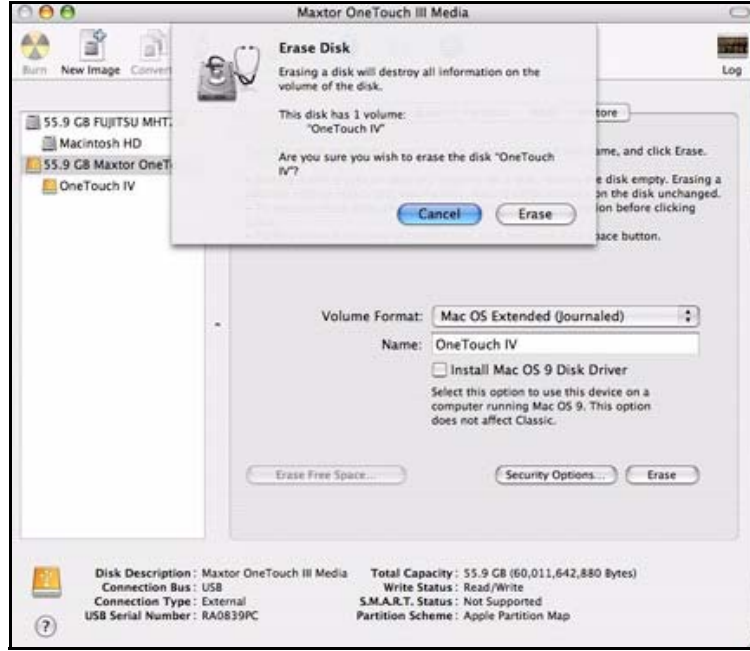 Maxtor OneTouch III Media
Burn
New Image
Convert
Log
Erase Disk
Erasing a disk will destroy all information on the
volume of the disk.
This disk has 1 volume:
"OneTouch IV"
Are you sure you wish to erase the disk "OneTouch
IV"?
Cancel
Erase
55.9 GB FUJITSU MHT
Macintosh HD
55.9 GB Maxtor OneT
OneTouch IV
tore
ame, and click Erase.
e disk empty. Erasing a
on the disk unchanged.
ion before clicking
pace button.
Volume Format: Mac OS Extended (Journaled)
Name: OneTouch IV
Install Mac OS 9 Disk Driver
Select this option to use this
device on a
computer running Mac OS 9. This option
does not affect Classic.
Erase Free Space...
Security Options...
Erase
Disk Description : Maxtor OneTouch III Media
Connection Bus : USB
Connection Type : External
USB Serial Number : RA0839PC
Total Capacity : 55.9 GB (60,011,642,880 Bytes)
Write Status : Read/Write
S.M.A.R.T. Status : Not Supported
Partition Scheme : Apple Partition Map
?